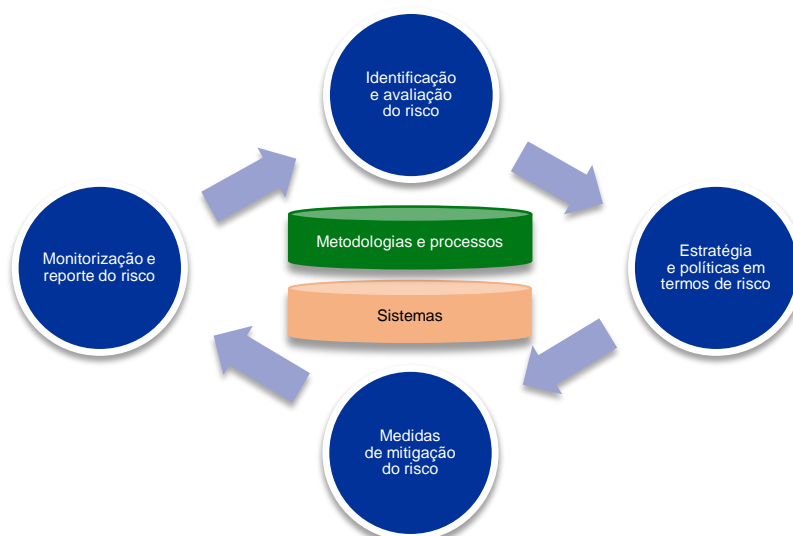 Identificação
e avaliação
do risco
Metodologias e processos
Monitorização e
reporte do risco
Estratégia
e políticas em
termos de risco
Sistemas
Medidas
de mitigação
do risco